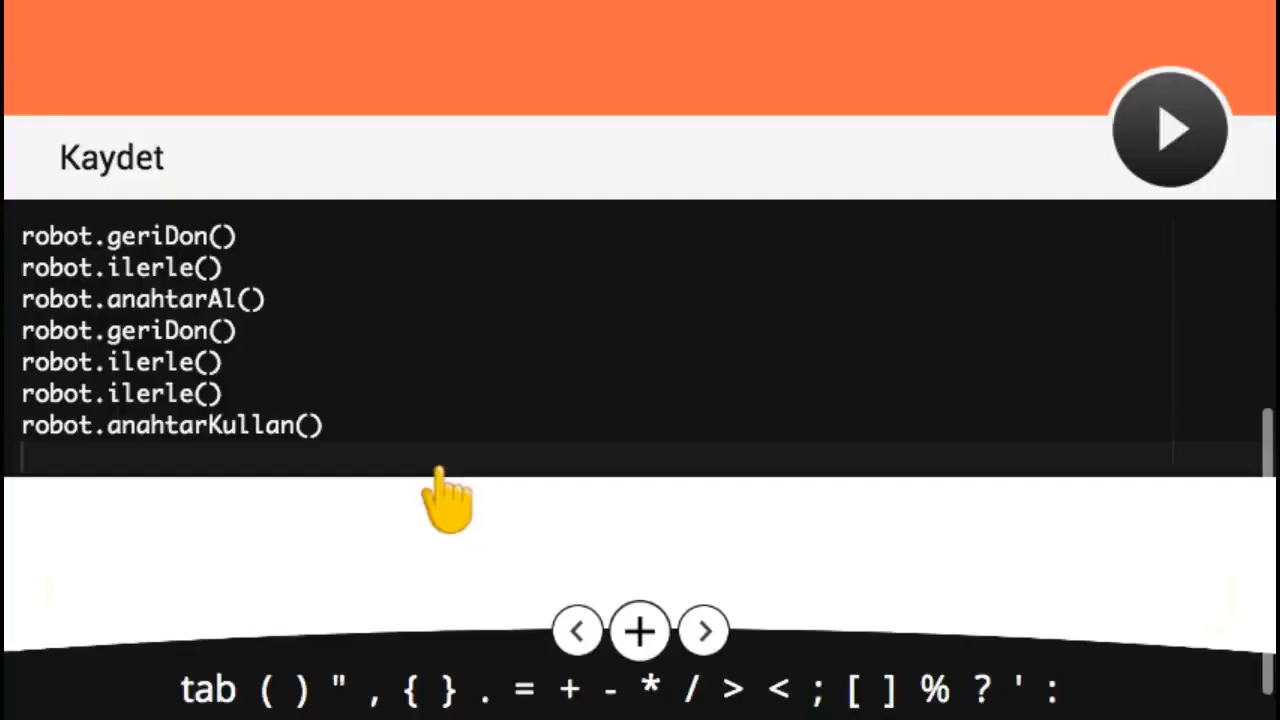 Kaydet
robot.geriDon()
robot.ilerle()
robot.anahtarAl()
robot.geriDon()
robot.ilerle()
robot.ilerle()
robot.anahtarKullan()
tab ( ) " , { } . = + - * / > < ; [ ] % ? ' :